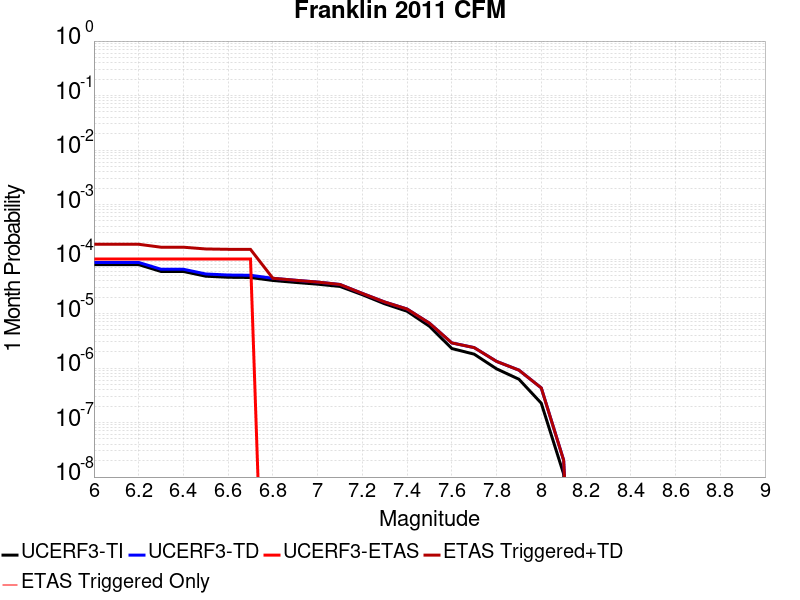 Franklin 2011 CFM
10^0
10^-1
10^-2
10^-3
10^-4
10^-5
10^-6
10^-7
10^-8
1 Month Probability
6 6.2 6.4 6.6 6.8 7 7.2 7.4 7.6 7.8 8 8.2 8.4 8.6 8.8 9
Magnitude
UCERF3-TI UCERF3-TD UCERF3-ETAS ETAS Triggered+TD
ETAS Triggered Only